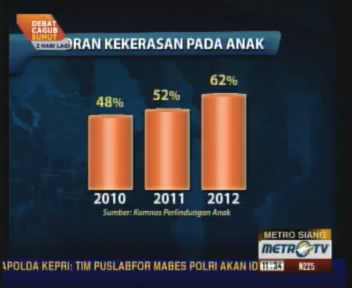 DEBAT
CAGUB
SUMUT
2 HARI LAGI
ORAN KEKERASAN PADA ANAK
48%
52%
62%
2010
2011
2012
Sumber: Komnas Perlindungan Anak
METRO SIANG
METRO TV
APOLDA KEPRI: TIM PUSLABFOR MABES POLRI AKAN ID
11:34
N225